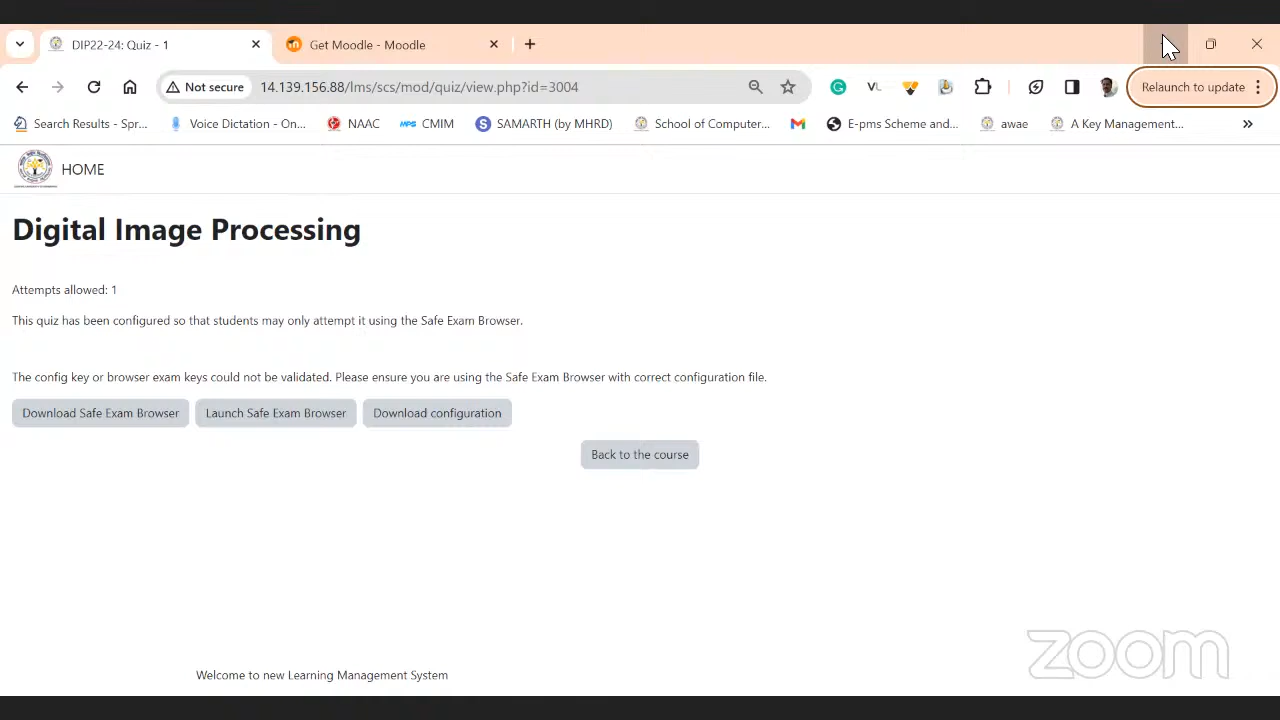 DIP22-24: Quiz - 1
Get Moodle - Moodle
Not secure
14.139.156.88/lms/scs/mod/quiz/view.php?id=3004
VL
Relaunch to update
Search Results - Spr...
Voice Dictation - On...
NAAC
MPS CMIM
S SAMARTH (by MHRD)
School of Computer...
E-pms Scheme and...
awae
A Key Management...
HOME
Digital Image Processing
Attempts allowed: 1
This quiz has been configured so that students may only attempt it using the Safe Exam Browser.
The config key or browser exam keys could not be validated. Please ensure you are using the Safe Exam Browser with correct configuration file.
Download Safe Exam Browser
Launch Safe Exam Browser
Download configuration
Back to the course
zoom
Welcome to new Learning Management System